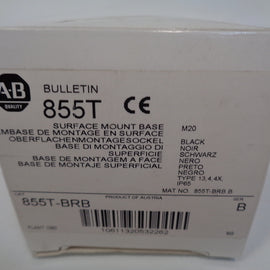 A-B
QUALITY
BULLETIN
855T CE
SURFACE MOUNT BASE
M20
EMBASE DE MONTAGE EN SURFACE
BLACK
OBERFLACHENMONTAGESOCKEL
NOIR
BASE DI MONTAGGIO DI
SCHWARZ
SUPERFICIE
NERO
BASE DE MONTAGEM A FACE
PRETO
BASE DE MONTAJE SUPERFICIAL
NEGRO
TYPE 13,4,4X,
IP65
MAT NO. 855T-BRB B
CAT
PRODUCT OF AUSTRIA
SER
855T-BRB
B